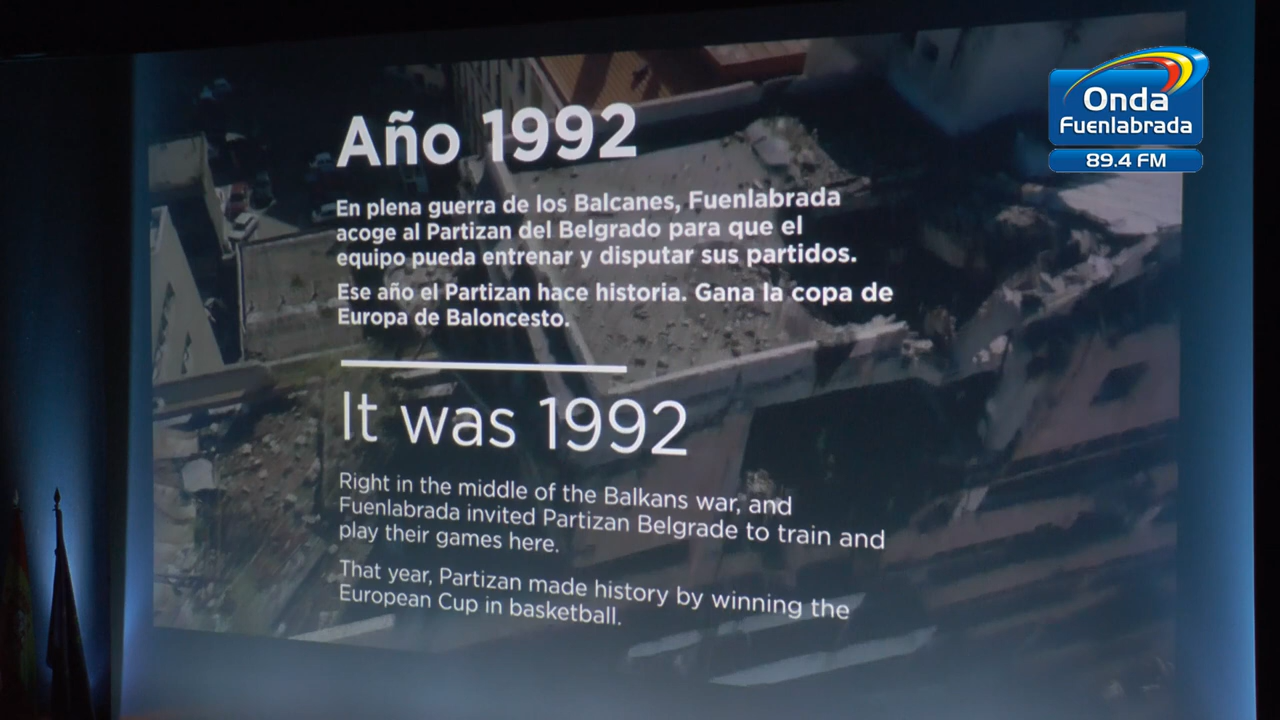 Año 1992
En plena guerra de los Balcanes, Fuenlabrada
acoge al Partizan del Belgrado para que el
equipo pueda entrenar y disputar sus partidos.
Ese año el Partizan hace historia. Gana la copa de
Europa de Baloncesto.
It was 1992
Right in the middle of the Balkans war, and
Fuenlabrada invited Partizan Belgrade to train and
play their games here.
That year, Partizan made history by winning the
European Cup in basketball.
Onda
Fuenlabrada
89.4 FM